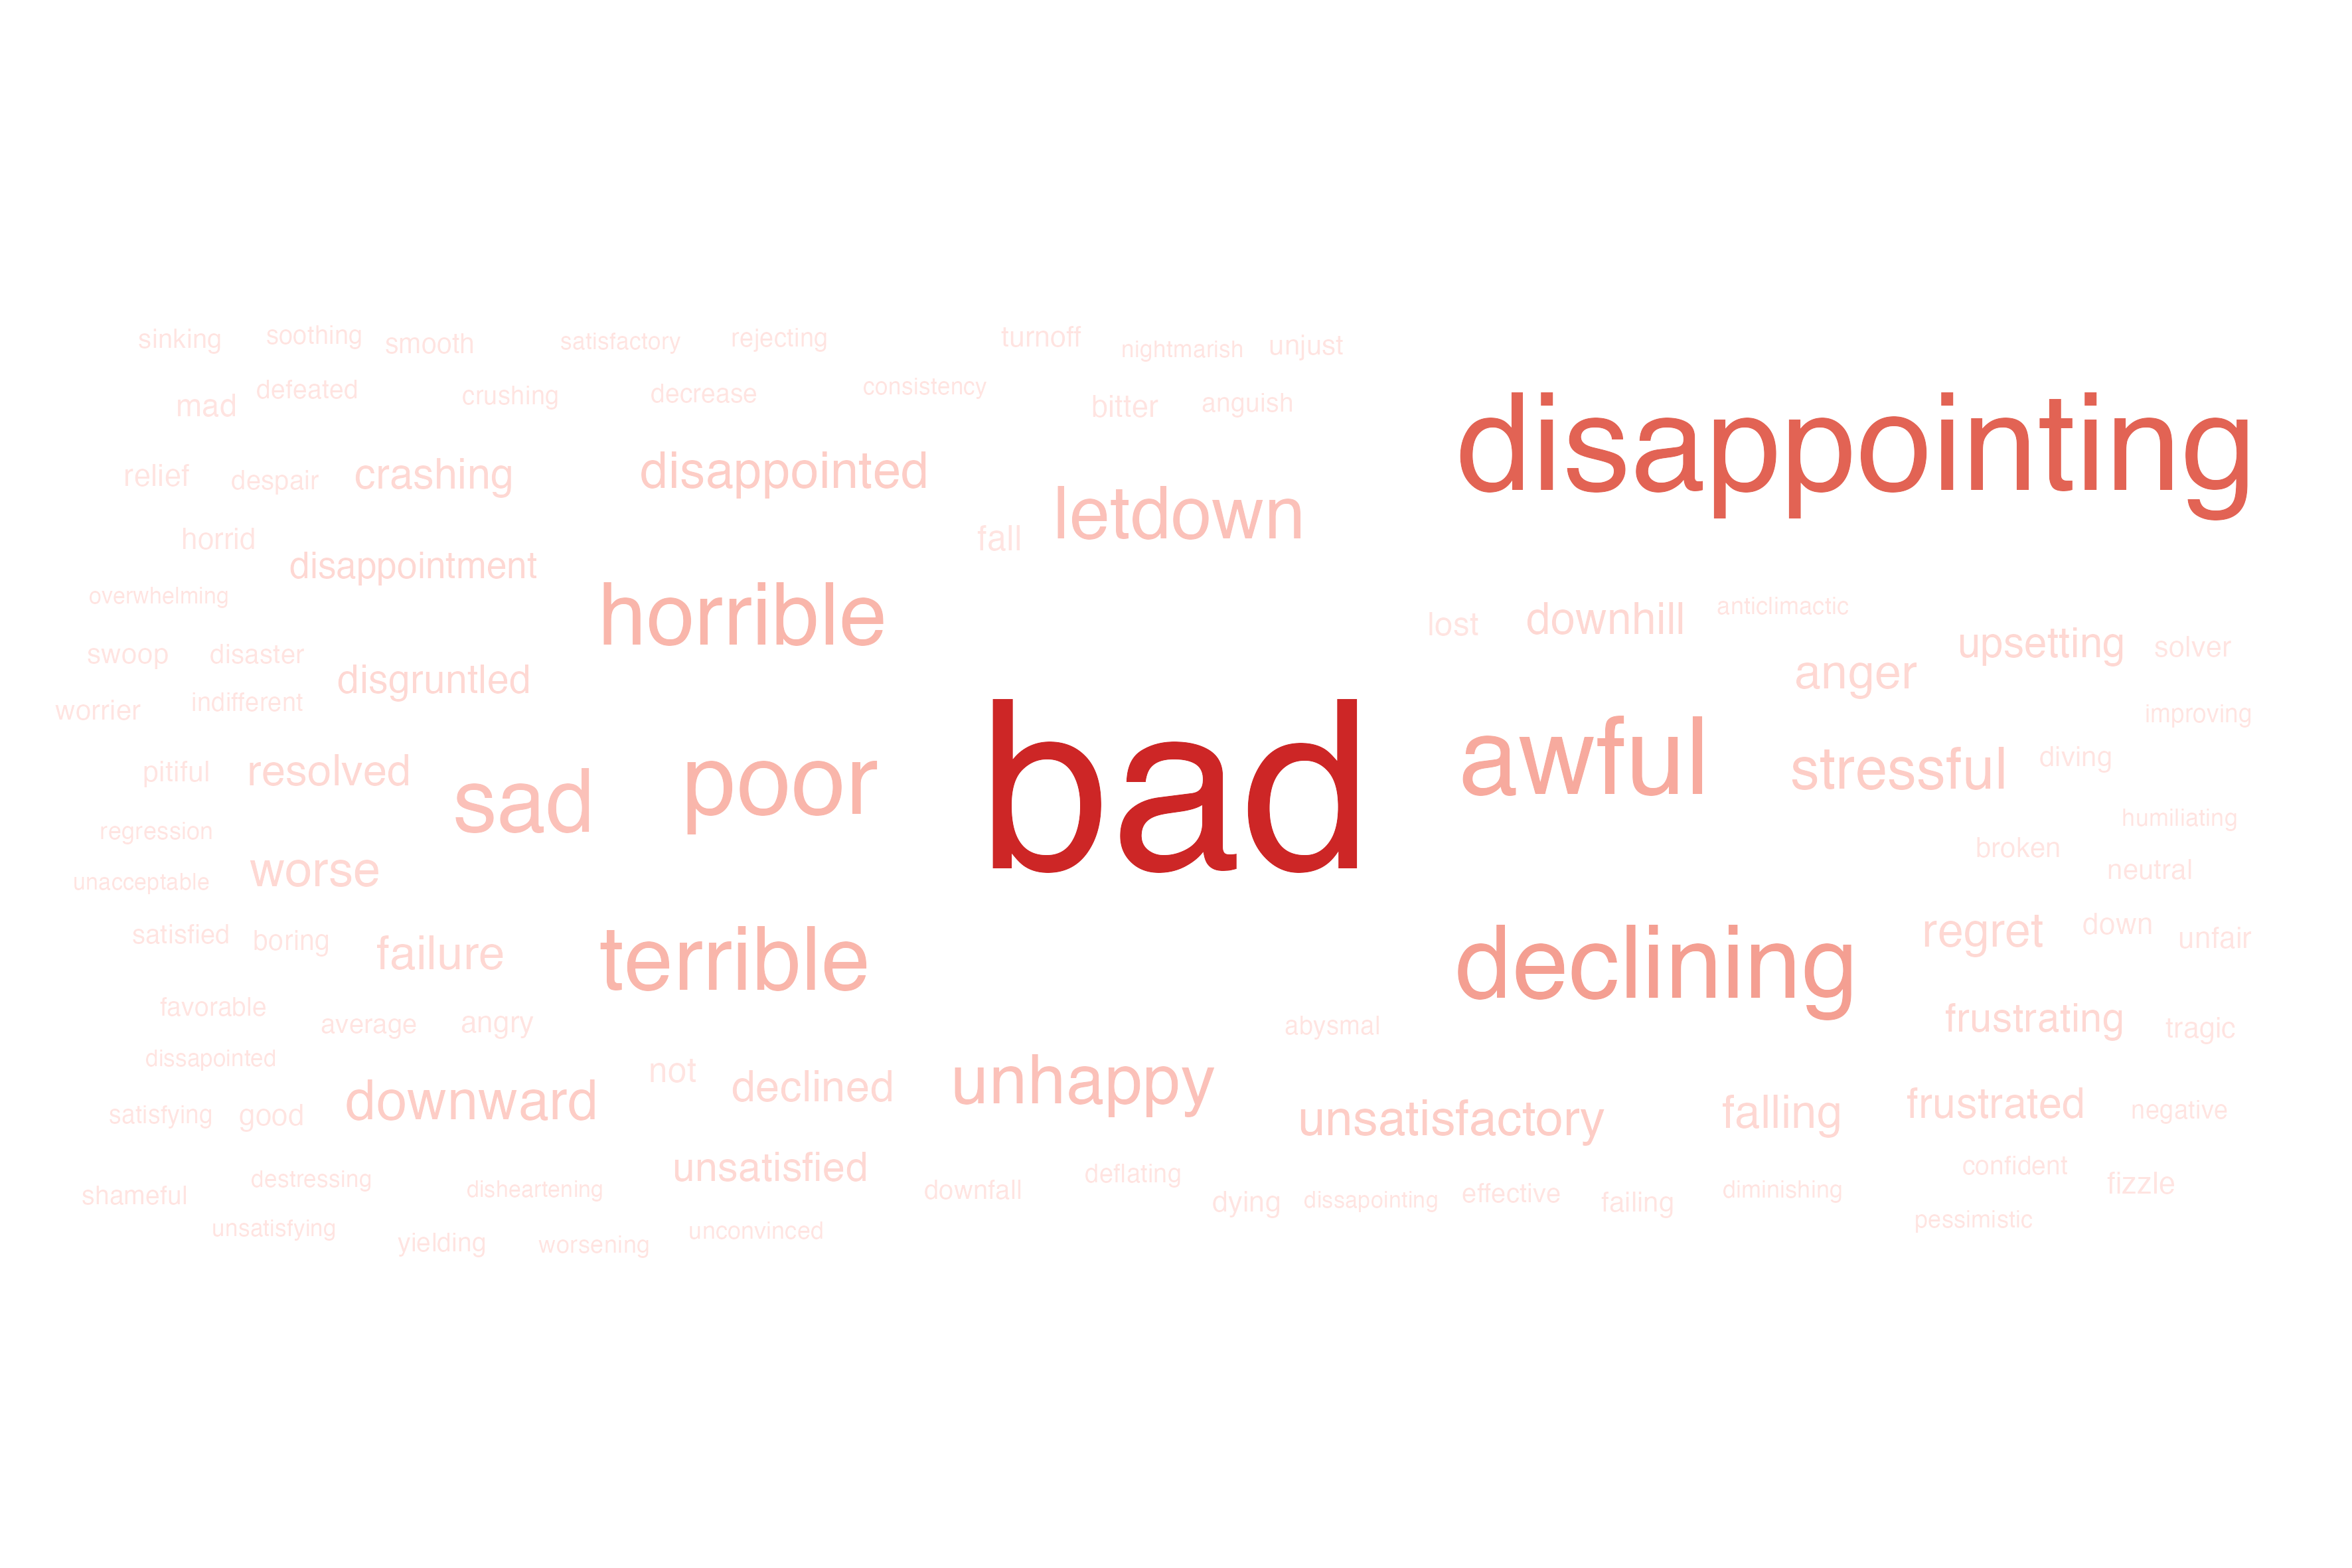 sinking soothing smooth satisfactory rejecting turnoff nightmarish unjust
mad defeated crushing decrease consistency bitter anguish
disappointing
relief despair crashing disappointed letdown
horrid disappointment horrible fall
overwhelming lost downhill anticlimactic
swoop disaster disgruntled anger upsetting solver
worrier indifferent improving
pitiful resolved sad poor bad awful stressful diving
regression humiliating
unacceptable worse broken neutral
satisfied boring failure terrible declining regret down unfair
favorable average angry abysmal frustrating tragic
dissapointed
not declined unhappy
satisfying good downward unsatisfactory falling frustrated negative
shameful destressing disheartening unsatisfied downfall deflating dying dissapointing effective failing diminishing confident fizzle
unsatisfying yielding worsening unconvinced pessimistic